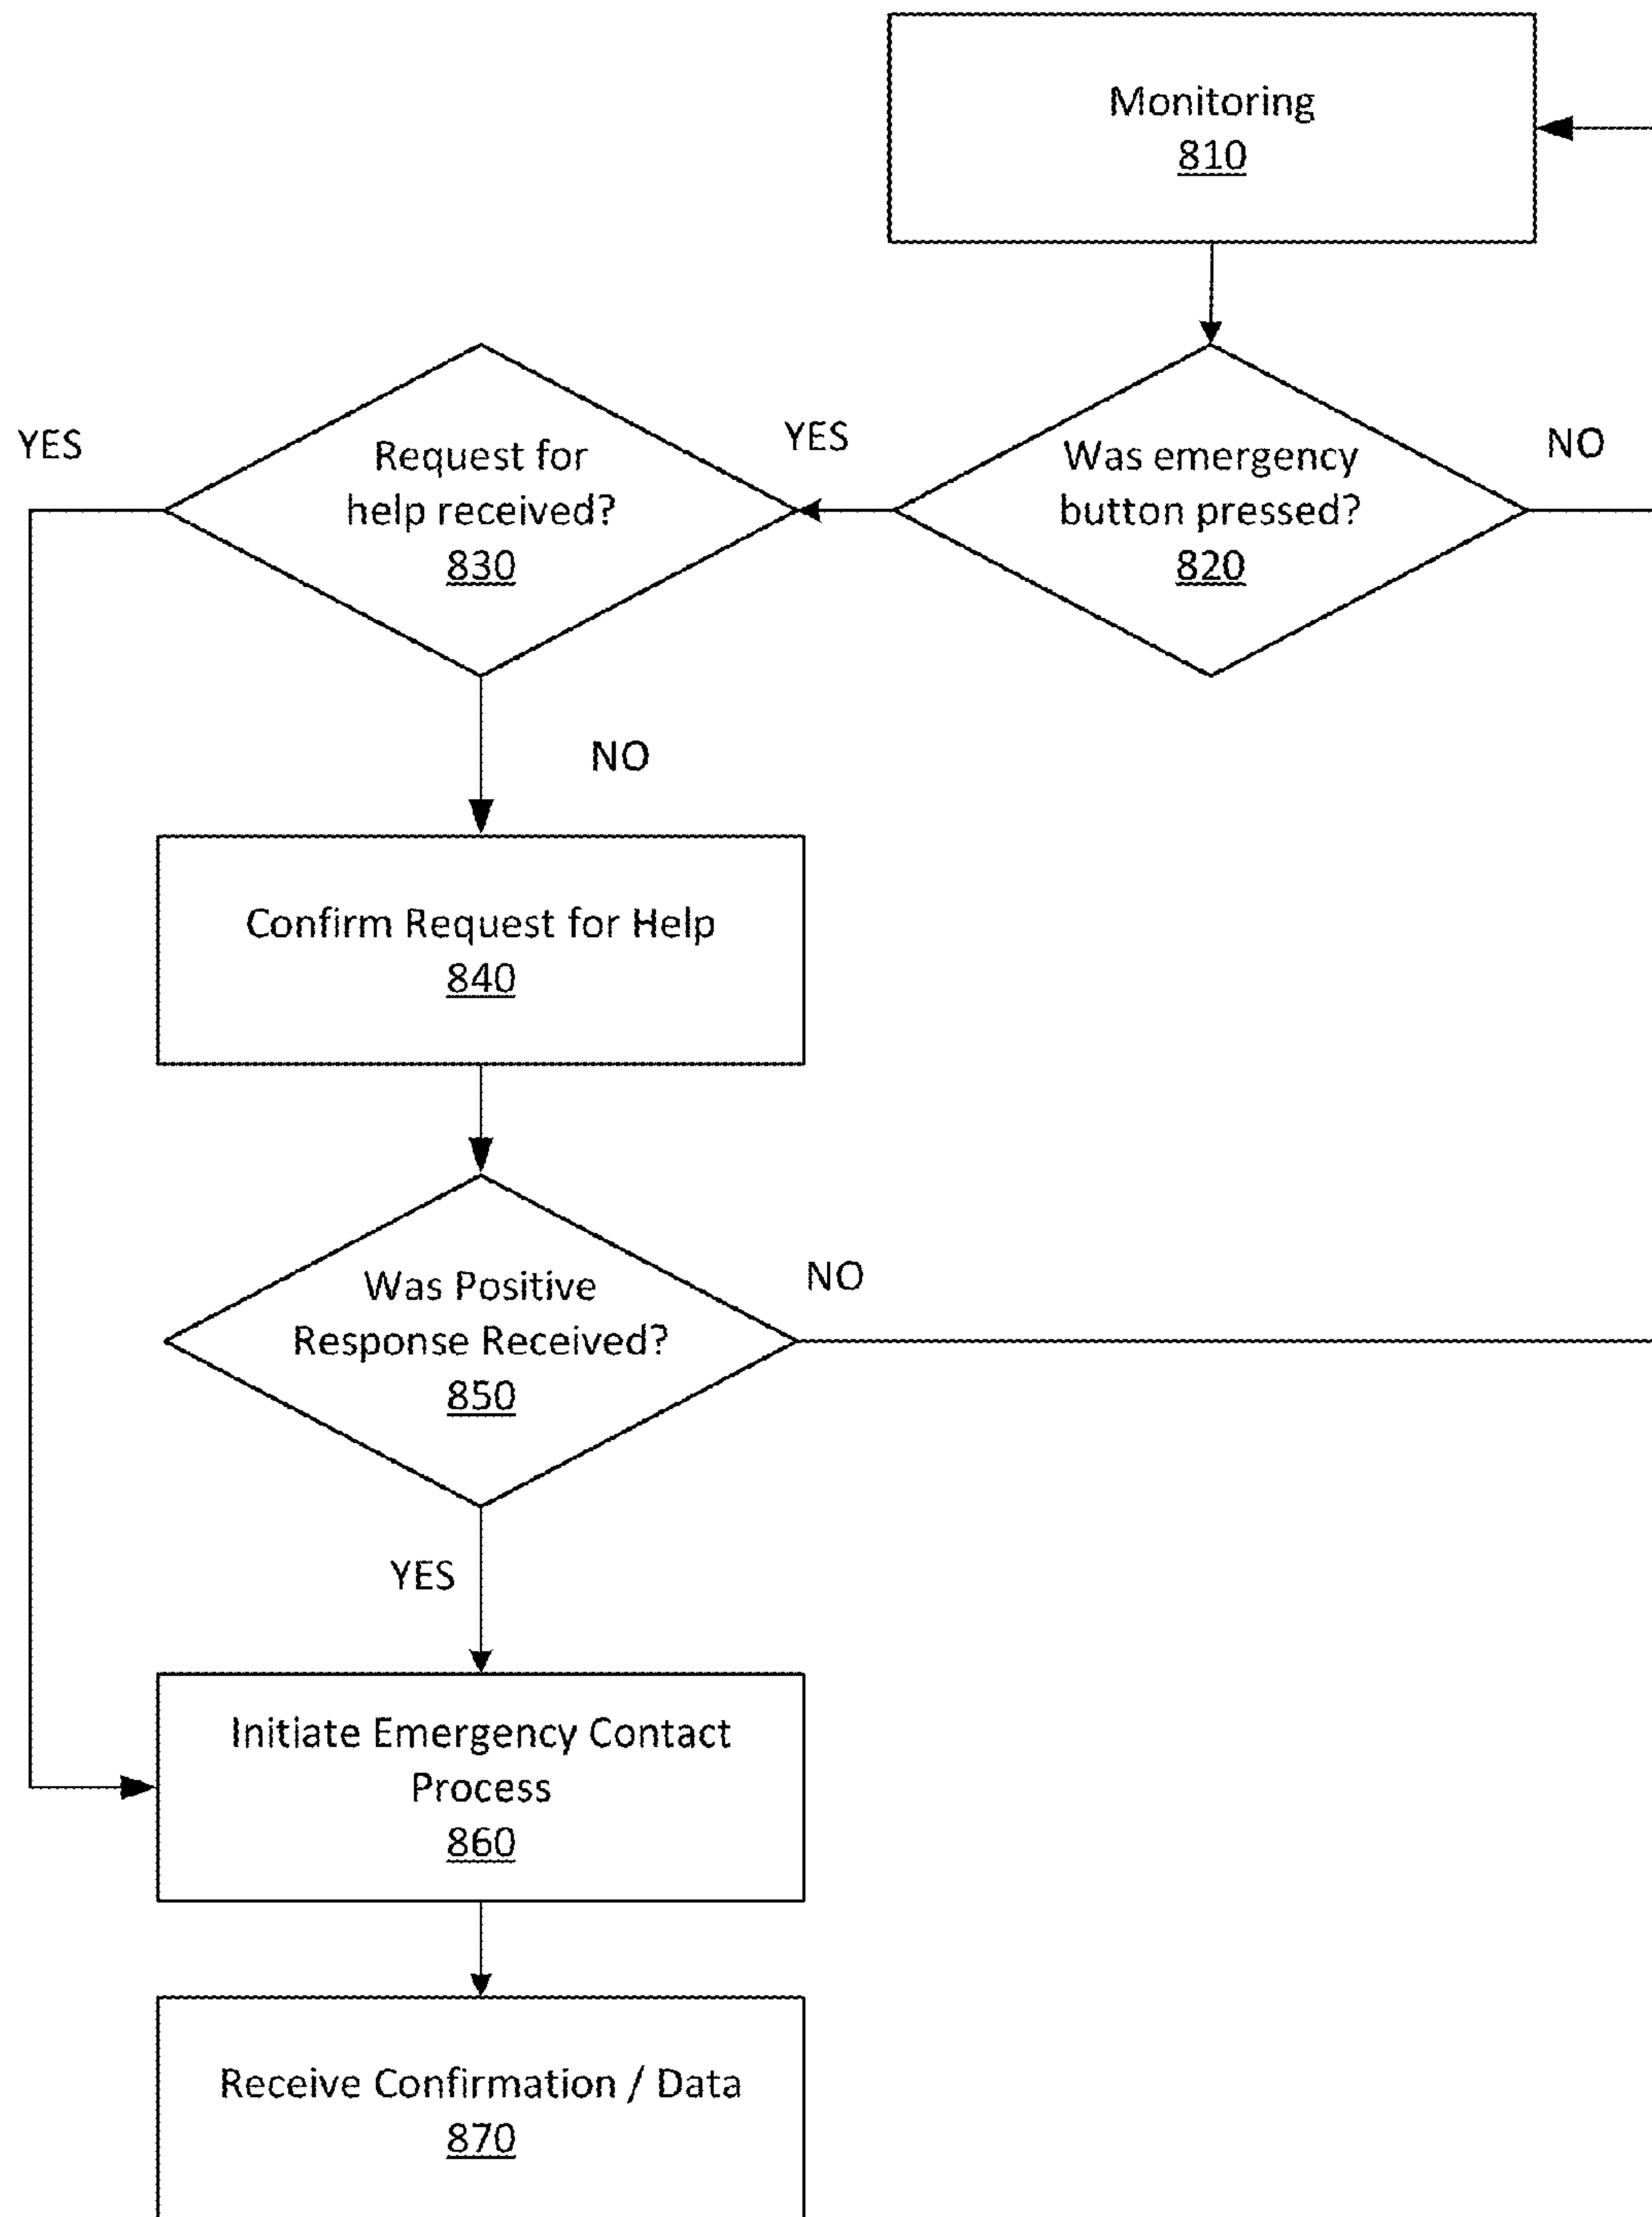 Monitoring
810
YES
Request for
help received?
830
YES
Was emergency
button pressed?
820
NO
NO
Confirm Request for Help
840
Was Positive
Response Received?
850
NO
YES
Initiate Emergency Contact
Process
860
Receive Confirmation / Data
870